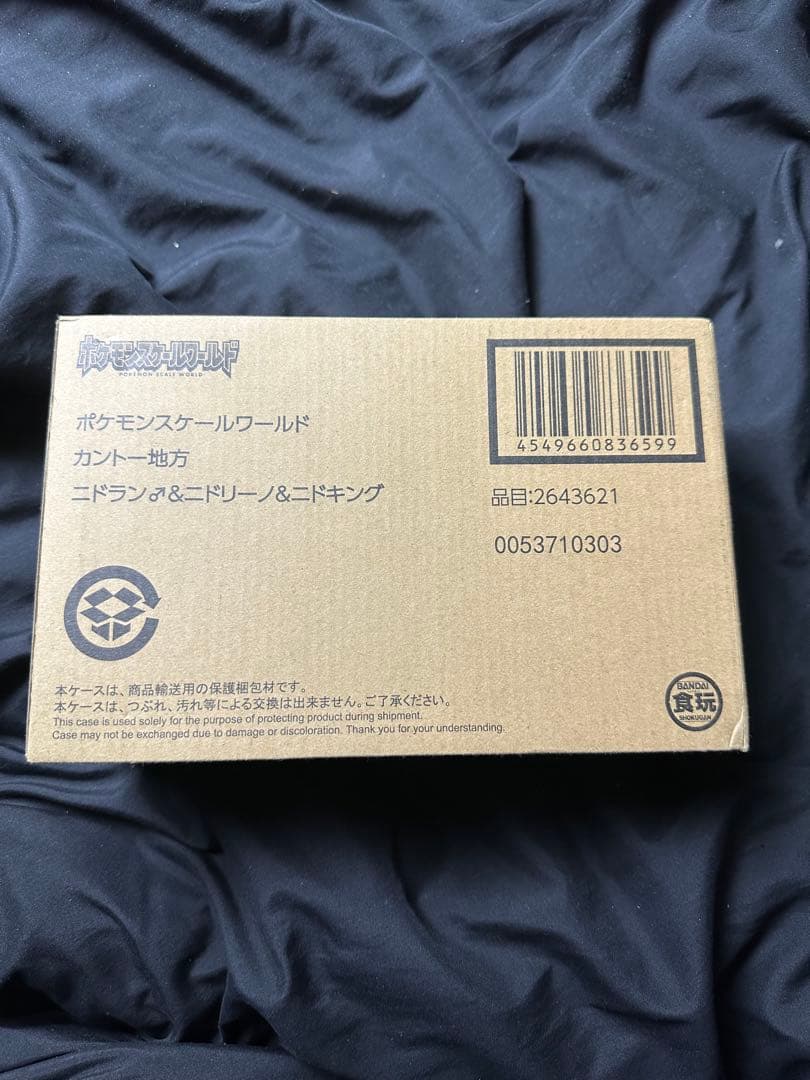 ポケモンスケールワールド
POKÉMON SCALE WORLD
ポケモンスケールワールド
カントー地方
ニドラン♂&ニドリーノ&ニドキング
4549660836599
品目:2643621
0053710303
本ケースは、商品輸送用の保護梱包材です。
本ケースは、つぶれ、汚れ等による交換は出来ません。ご了承ください。
This case is used solely for the purpose of protecting product during shipment.
Case may not be exchanged due to damage or discoloration. Thank you for your understanding.
BANDAI
食玩
SHOKUGAN